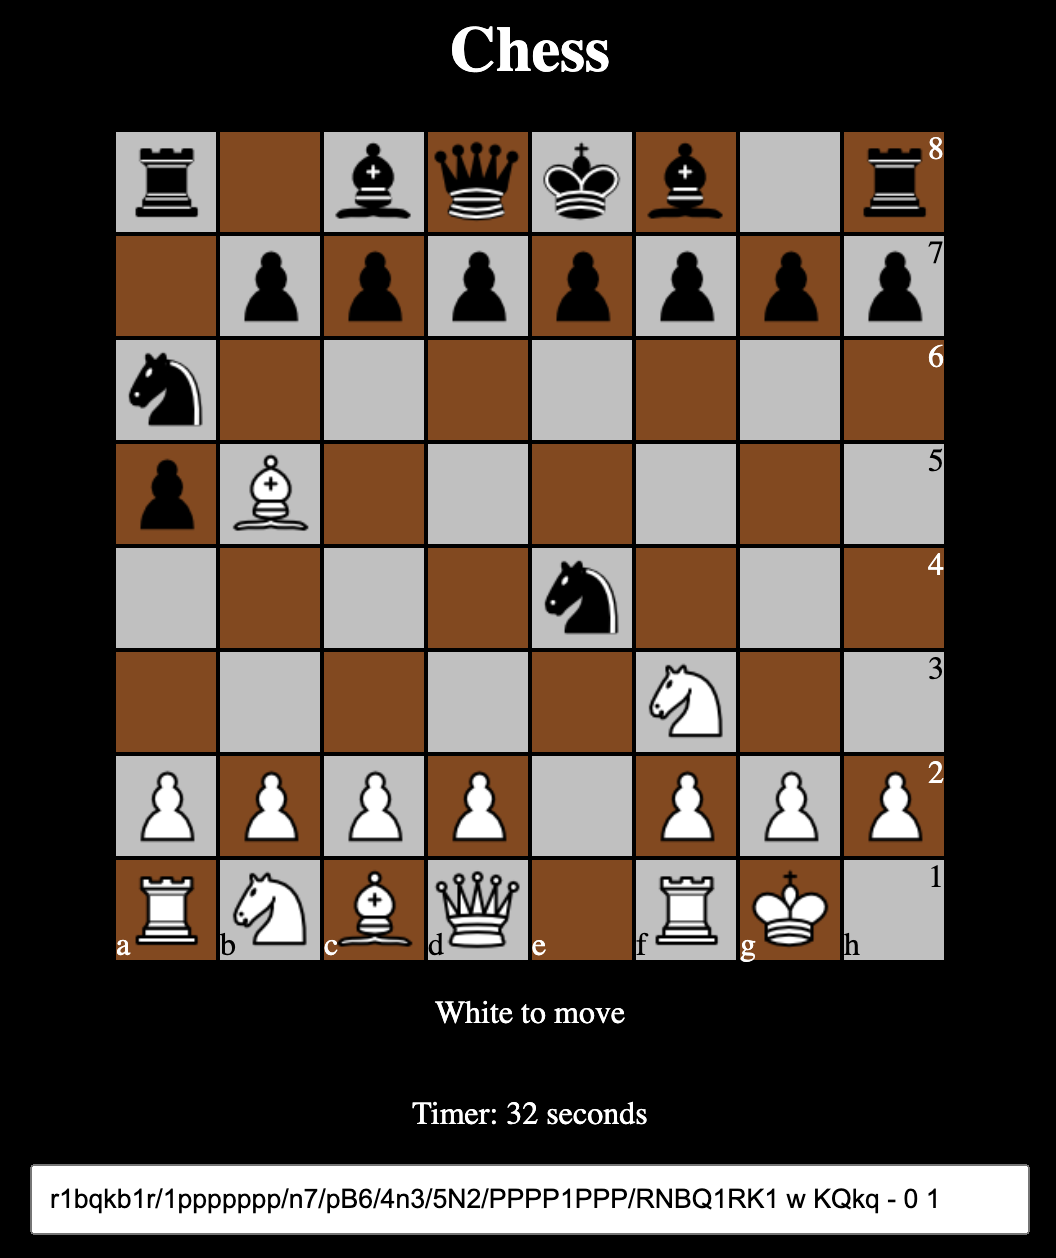 Chess
8
7
6
5
4
3
2
1
a b c d e f g h
White to move
Timer: 32 seconds
r1bqkb1r/1ppppppp/n7/pB6/4n3/5N2/PPPP1PPP/RNBQ1RK1 w KQkq - 0 1